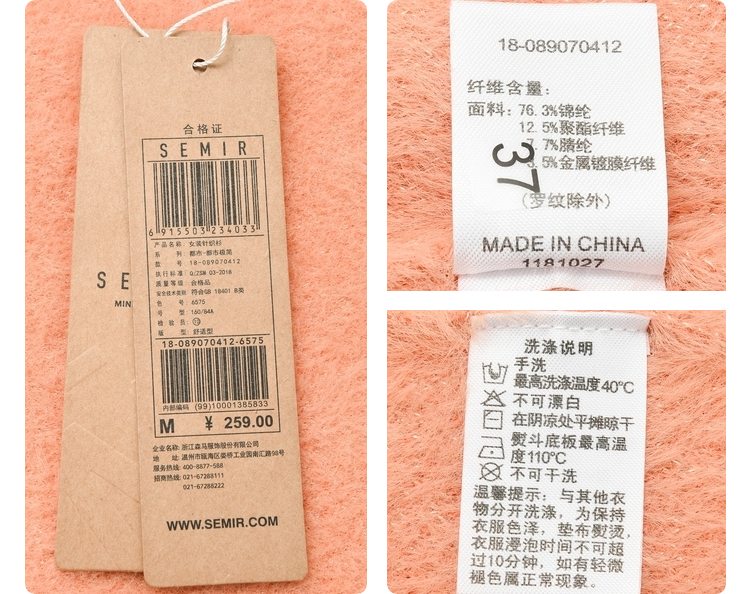 合格证
SEMIR
6 915503 234033
产品名称: 女装针织衫
系 列: 都市-都市极简
款 号: 18-089070412
执行标准: Q/ZSM 03-2018
质量等级: 合格品
安全技术类别: 符合GB 18401 B类
色 号: 6575
号 型: 160/84A
检 验 员:
版 型: 舒适型
18-089070412-6575
内部编码 (99)10001385833
M ¥ 259.00
企业名称: 浙江森马服饰股份有限公司
地 址: 温州市瓯海区娄桥工业园南汇路98号
服务热线: 400-8877-588
招商热线: 021-67288111
021-67288222
WWW.SEMIR.COM
S E
MIN
18-089070412
纤维含量:
面料: 76.3%锦纶
12.5%聚酯纤维
7.7%腈纶
3.5%金属镀膜纤维
37
(罗纹除外)
MADE IN CHINA
1181027
洗涤说明
手洗
最高洗涤温度40℃
不可漂白
在阴凉处平摊晾干
熨斗底板最高温
度110℃
不可干洗
温馨提示: 与其他衣
物分开洗涤, 为保持
衣服色泽, 垫布熨烫,
衣服浸泡时间不可超
过10分钟, 如有轻微
褪色属正常现象。